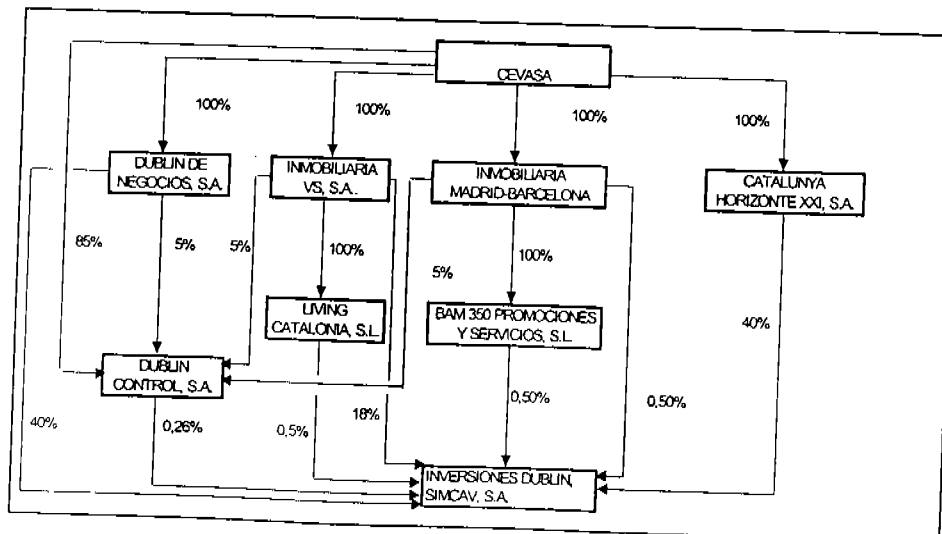 CEVASA
100%
100%
100%
100%
DUBLIN DE
NEGOCIOS, S.A.
INMOBILIARIA
VS, S.A.
INMOBILIARIA
MADRID-BARCELONA
CATALUNYA
HORIZONTE XXI, S.A.
85%
5%
5%
100%
5%
100%
40%
LIVING
CATALONIA, S.L.
BAM 350 PROMOCIONES
Y SERVICIOS, S.L.
DUBLIN
CONTROL, S.A.
40%
0,26%
0,5%
18%
0,50%
0,50%
INVERSIONES DUBLIN,
SIMCAV, S.A.